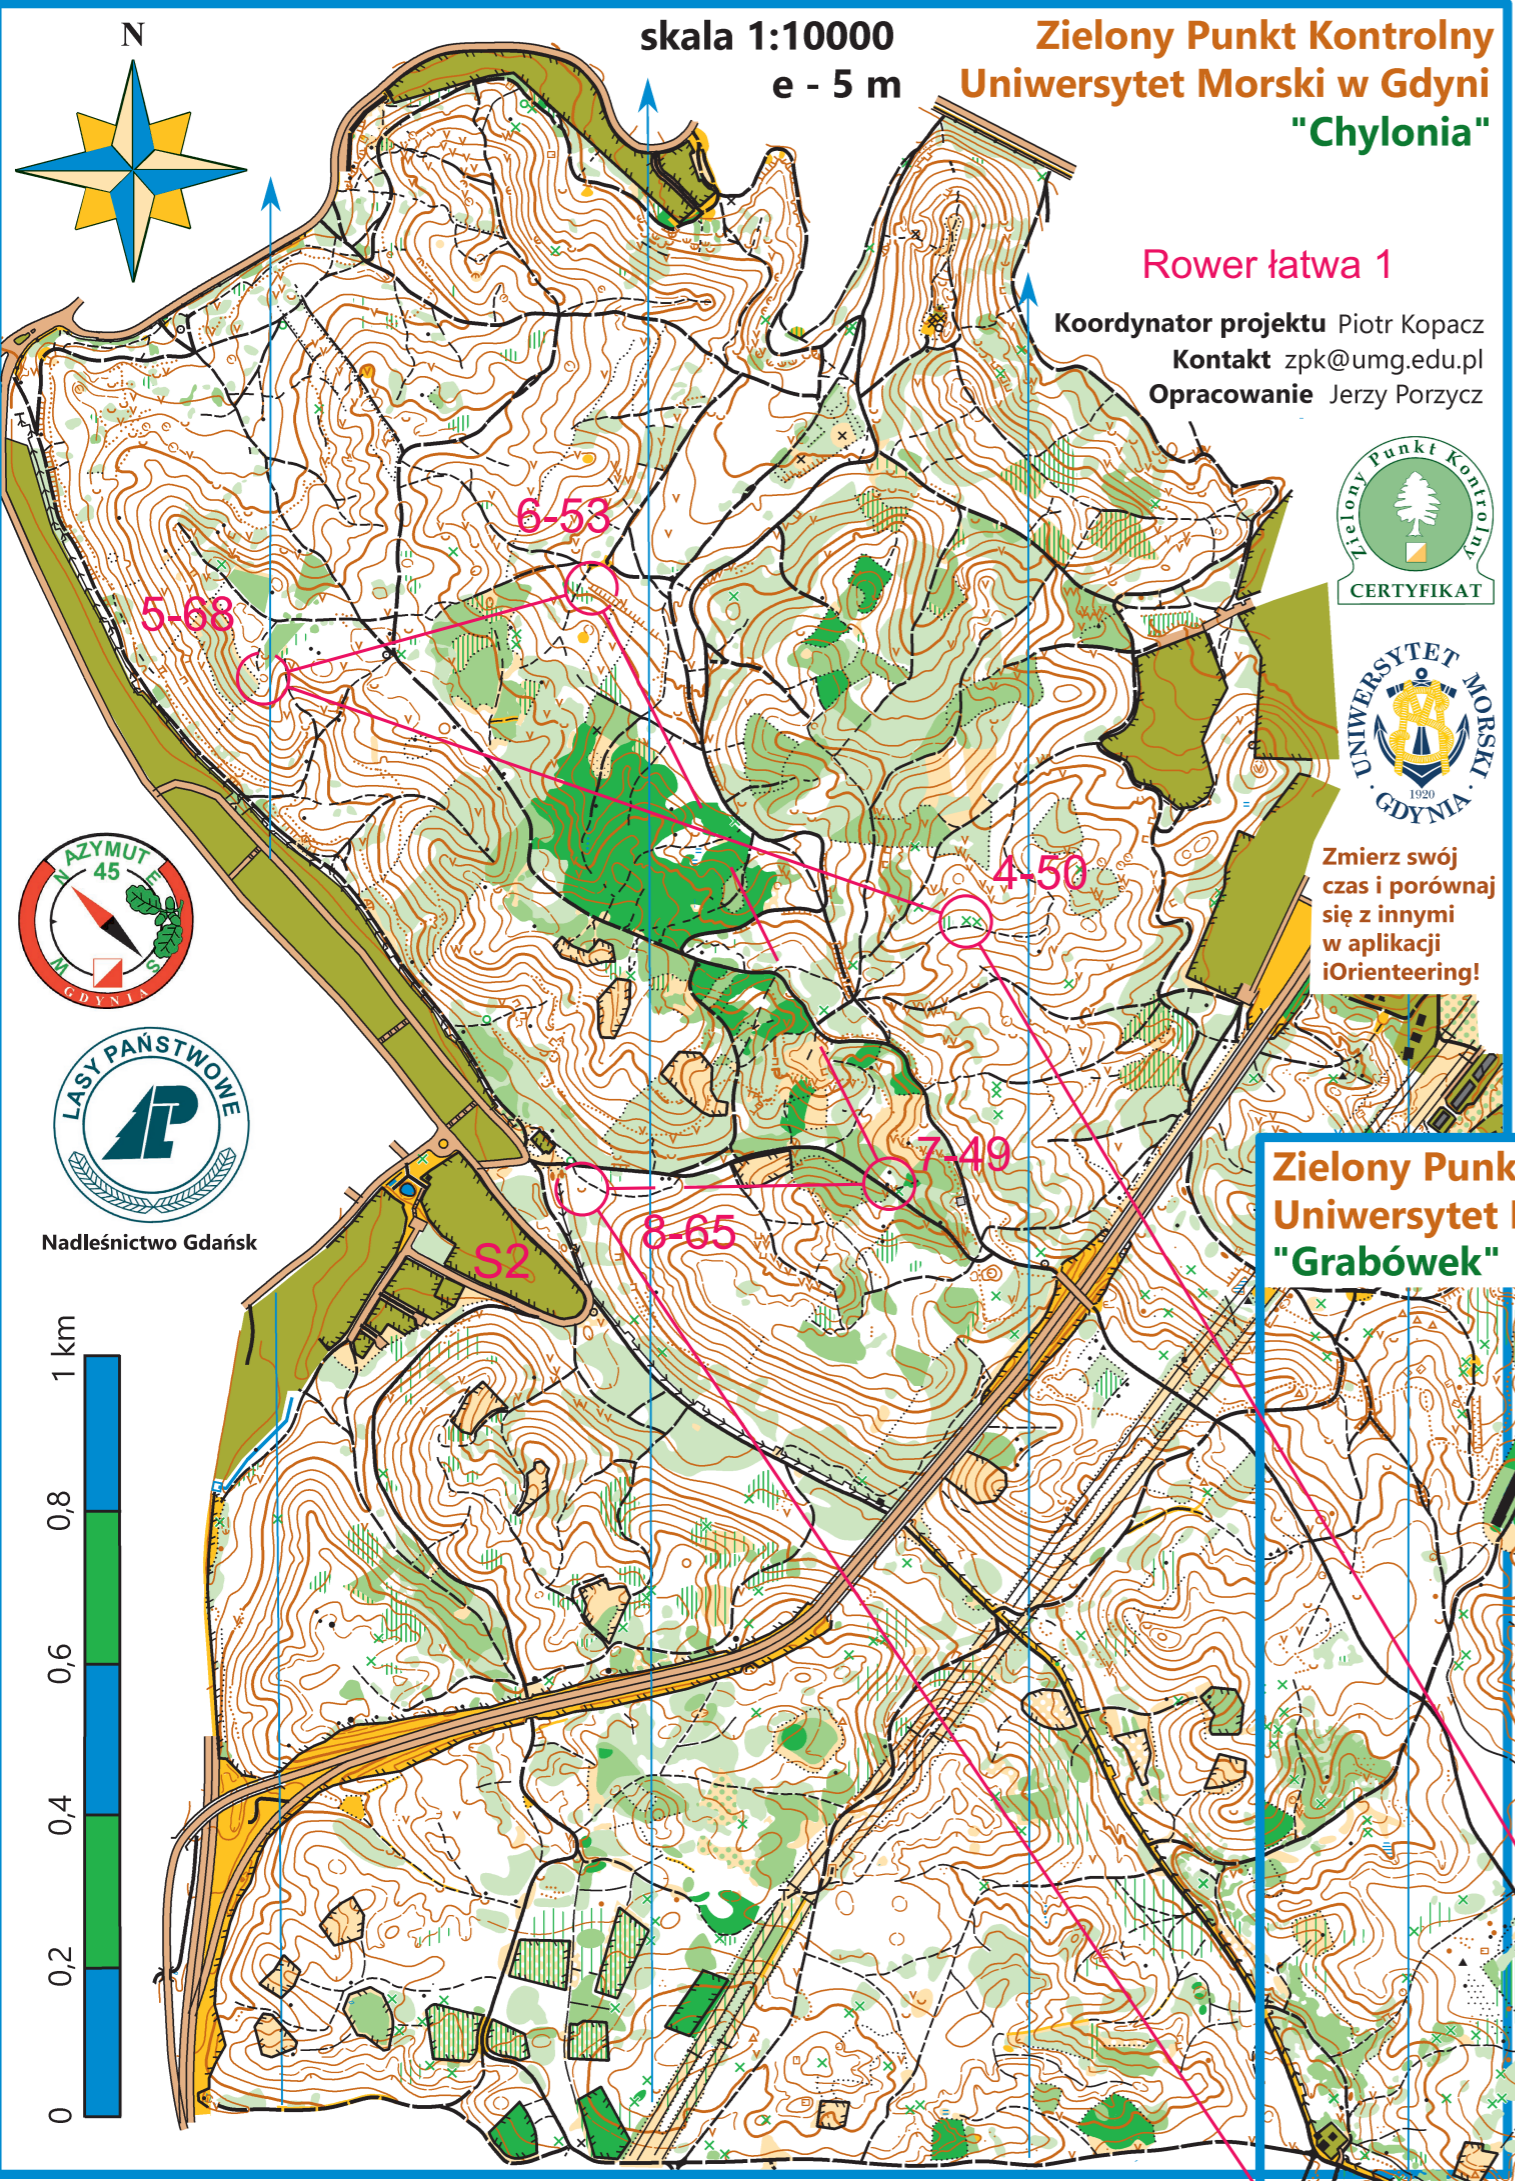 N
skala 1:10000
e - 5 m
Zielony Punkt Kontrolny
Uniwersytet Morski w Gdyni
"Chylonia"
Rower łatwa 1
Koordynator projektu Piotr Kopacz
Kontakt zpk@umg.edu.pl
Opracowanie Jerzy Porzycz
Zielony Punkt Kontrolny
CERTYFIKAT
6-53
5-68
UNIWERSYTET MORSKI
1920
· GDYNIA ·
AZYMUT
45
N
E
W
S
GDYNIA
Zmierz swój
czas i porównaj
się z innymi
w aplikacji
iOrienteering!
4-50
LASY PAŃSTWOWE
Nadleśnictwo Gdańsk
7-49
8-65
S2
Zielony Punk
Uniwersytet
"Grabówek"
1 km
0,8
0,6
0,4
0,2
0